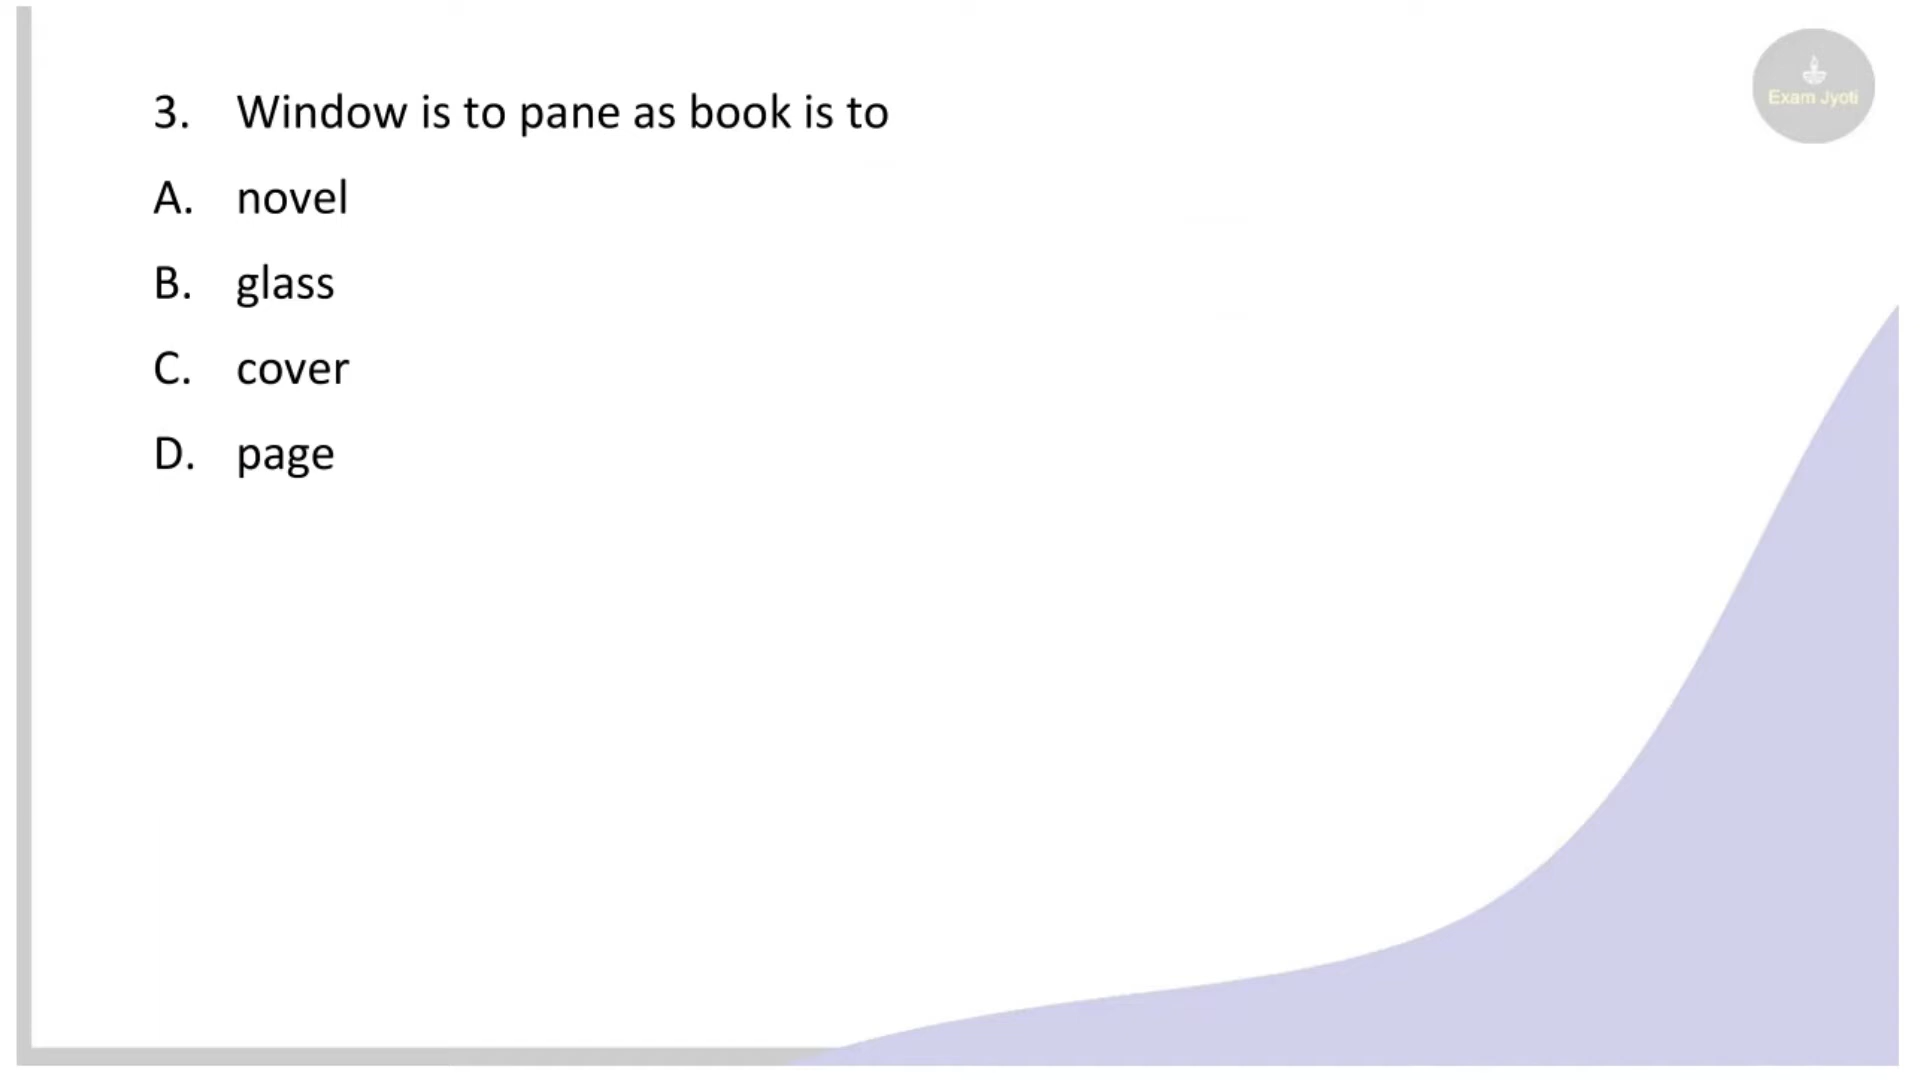 Exam Jyoti
3. Window is to pane as book is to
A. novel
B. glass
C. cover
D. page